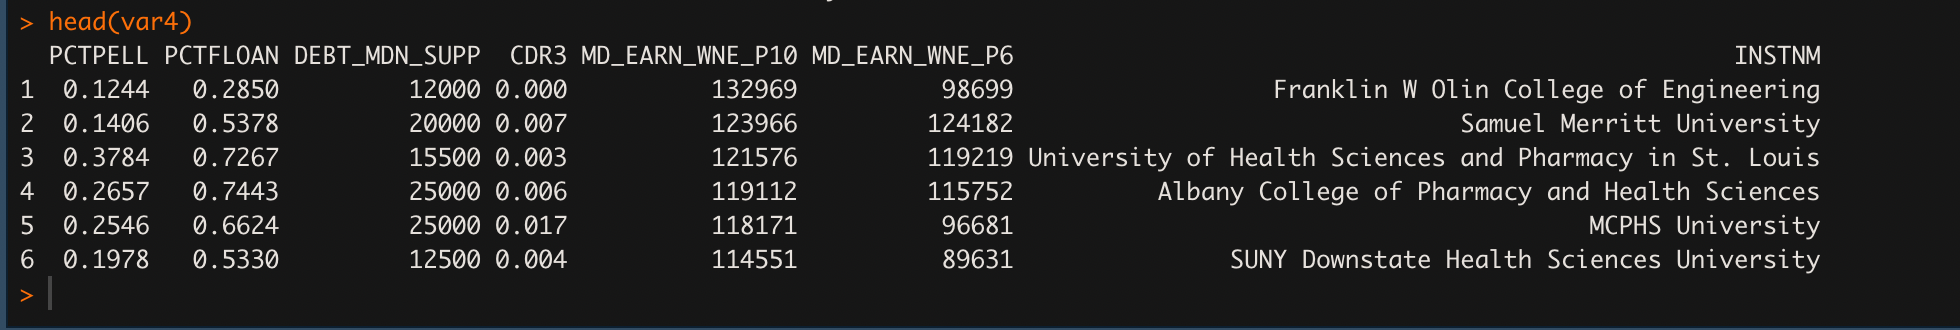 > head(var4)
PCTPELL PCTFLOAN DEBT_MDN_SUPP CDR3 MD_EARN_WNE_P10 MD_EARN_WNE_P6 INSTNM
1 0.1244 0.2850 12000 0.000 132969 98699 Franklin W Olin College of Engineering
2 0.1406 0.5378 20000 0.007 123966 124182 Samuel Merritt University
3 0.3784 0.7267 15500 0.003 121576 119219 University of Health Sciences and Pharmacy in St. Louis
4 0.2657 0.7443 25000 0.006 119112 115752 Albany College of Pharmacy and Health Sciences
5 0.2546 0.6624 25000 0.017 118171 96681 MCPHS University
6 0.1978 0.5330 12500 0.004 114551 89631 SUNY Downstate Health Sciences University
>